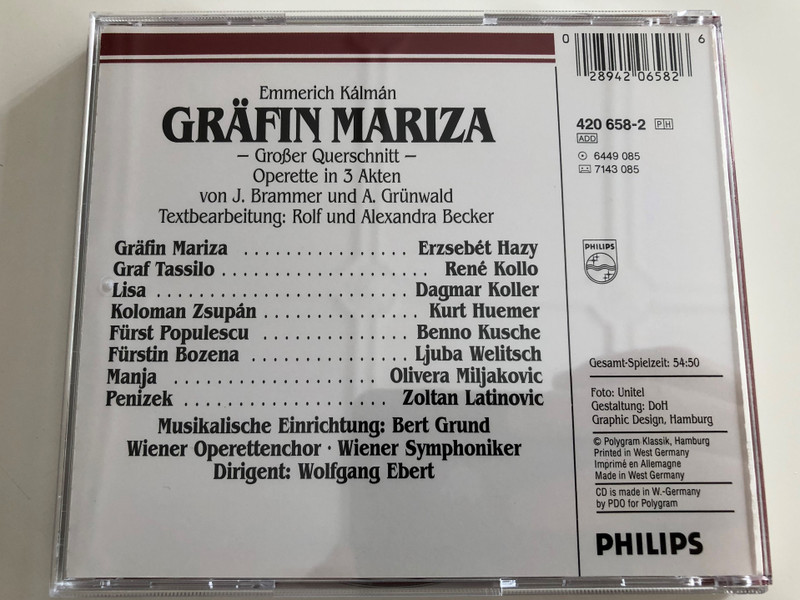 Emmerich Kálmán
GRÄFIN MARIZA
– Großer Querschnitt –
Operette in 3 Akten
von J. Brammer und A. Grünwald
Textbearbeitung: Rolf und Alexandra Becker
Gräfin Mariza . . . . . . . . . . . . . . . . Erzsebét Hazy
Graf Tassilo . . . . . . . . . . . . . . . . . . . . René Kollo
Lisa . . . . . . . . . . . . . . . . . . . . . . . . Dagmar Koller
Koloman Zsupán . . . . . . . . . . . . . . . Kurt Huemer
Fürst Populescu . . . . . . . . . . . . . . . Benno Kusche
Fürstin Bozena . . . . . . . . . . . . . . . Ljuba Welitsch
Manja . . . . . . . . . . . . . . . . . . . Olivera Miljakovic
Penizek . . . . . . . . . . . . . . . . . . . Zoltan Latinovic
Musikalische Einrichtung: Bert Grund
Wiener Operettenchor · Wiener Symphoniker
Dirigent: Wolfgang Ebert
0 28942 06582 6
420 658-2 PH
ADD
6449 085
7143 085
PHILIPS
Gesamt-Spielzeit: 54:50
Foto: Unitel
Gestaltung: DoH
Graphic Design, Hamburg
© Polygram Klassik, Hamburg
Printed in West Germany
Imprimé en Allemagne
Made in West Germany
CD is made in W.-Germany
by PDO for Polygram
PHILIPS